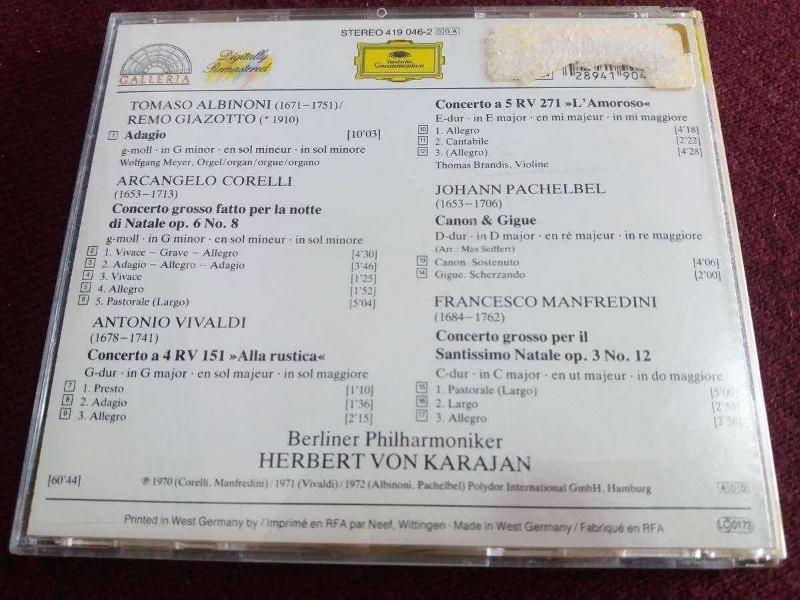 STEREO 419 046-2 GGA
GALLERIA
Digitally
Remastered
Deutsche
Grammophon
28941 904
TOMASO ALBINONI (1671–1751)/
REMO GIAZOTTO (* 1910)
1 Adagio [10'03]
g-moll · in G minor · en sol mineur · in sol minore
Wolfgang Meyer, Orgel/organ/orgue/organo
ARCANGELO CORELLI
(1653–1713)
Concerto grosso fatto per la notte
di Natale op. 6 No. 8
g-moll · in G minor · en sol mineur · in sol minore
2 1. Vivace – Grave – Allegro [4'30]
3 2. Adagio – Allegro – Adagio [3'46]
4 3. Vivace [1'25]
5 4. Allegro [1'52]
6 5. Pastorale (Largo) [5'04]
ANTONIO VIVALDI
(1678–1741)
Concerto a 4 RV 151 »Alla rustica«
G-dur · in G major · en sol majeur · in sol maggiore
7 1. Presto [1'10]
8 2. Adagio [1'36]
9 3. Allegro [2'15]
Concerto a 5 RV 271 »L'Amoroso«
E-dur · in E major · en mi majeur · in mi maggiore
10 1. Allegro [4'18]
11 2. Cantabile [2'22]
12 3. (Allegro) [4'28]
Thomas Brandis, Violine
JOHANN PACHELBEL
(1653–1706)
Canon & Gigue
D-dur · in D major · en ré majeur · in re maggiore
(Arr.: Max Seiffert)
13 Canon. Sostenuto [4'06]
14 Gigue. Scherzando [2'00]
FRANCESCO MANFREDINI
(1684–1762)
Concerto grosso per il
Santissimo Natale op. 3 No. 12
C-dur · in C major · en ut majeur · in do maggiore
15 1. Pastorale (Largo)
16 2. Largo
17 3. Allegro
Berliner Philharmoniker
HERBERT VON KARAJAN
[60'44]
℗ 1970 (Corelli, Manfredini) / 1971 (Vivaldi) / 1972 (Albinoni, Pachelbel) Polydor International GmbH, Hamburg
ADD
Printed in West Germany by / Imprimé en RFA par Neef, Wittingen · Made in West Germany / Fabriqué en RFA
LC 0173